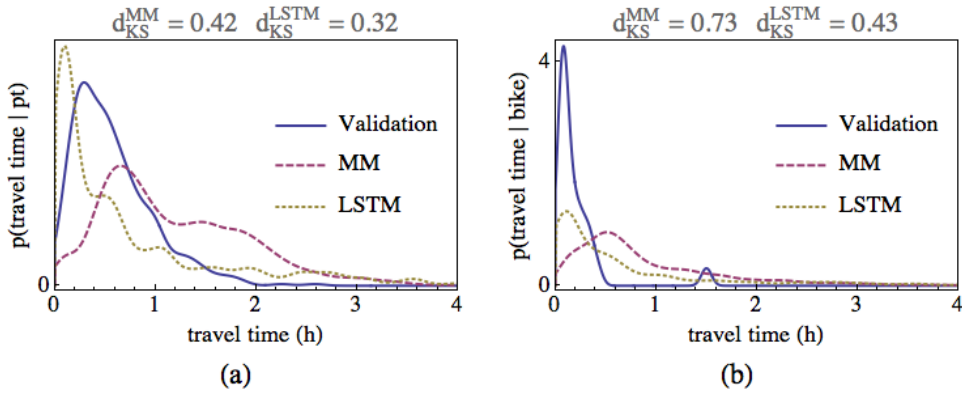 d_KS^MM = 0.42 d_KS^LSTM = 0.32
p(travel time | pt)
Validation
MM
LSTM
0
0 1 2 3 4
travel time (h)
(a)
d_KS^MM = 0.73 d_KS^LSTM = 0.43
p(travel time | bike)
4
Validation
MM
LSTM
0
0 1 2 3 4
travel time (h)
(b)